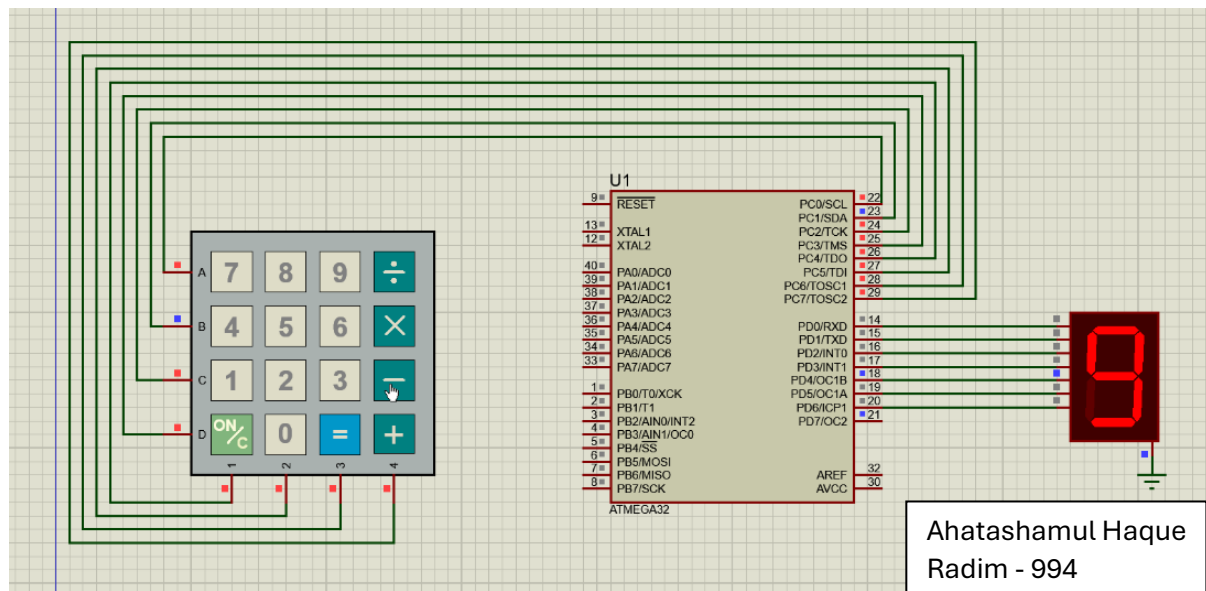 U1
9 RESET PC0/SCL 22
PC1/SDA 23
13 XTAL1 PC2/TCK 24
12 XTAL2 PC3/TMS 25
PC4/TDO 26
40 PA0/ADC0 PC5/TDI 27
39 PA1/ADC1 PC6/TOSC1 28
38 PA2/ADC2 PC7/TOSC2 29
37 PA3/ADC3
36 PA4/ADC4 PD0/RXD 14
35 PA5/ADC5 PD1/TXD 15
34 PA6/ADC6 PD2/INT0 16
33 PA7/ADC7 PD3/INT1 17
PD4/OC1B 18
1 PB0/T0/XCK PD5/OC1A 19
2 PB1/T1 PD6/ICP1 20
3 PB2/AIN0/INT2 PD7/OC2 21
4 PB3/AIN1/OC0
5 PB4/SS
6 PB5/MOSI
7 PB6/MISO AREF 32
8 PB7/SCK AVCC 30
ATMEGA32
A 7 8 9 ÷
B 4 5 6 ×
C 1 2 3 −
D ON/C 0 = +
1 2 3 4
9
Ahatashamul Haque
Radim - 994